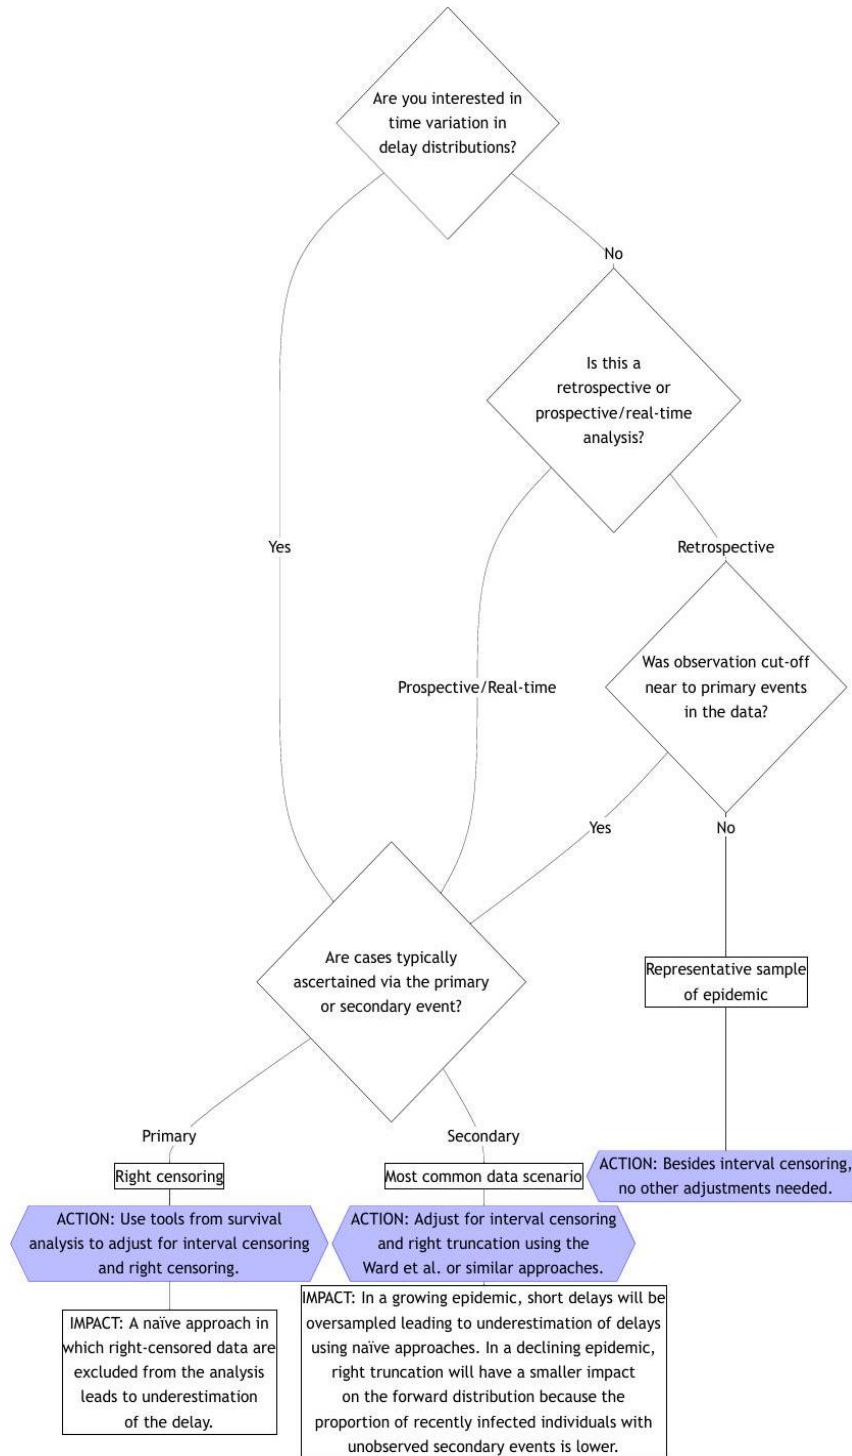 Are you interested in
time variation in
delay distributions?
No
Is this a
retrospective or
prospective/real-time
analysis?
Yes
Retrospective
Was observation cut-off
near to primary events
in the data?
Prospective/Real-time
Yes
No
Are cases typically
ascertained via the primary
or secondary event?
Representative sample
of epidemic
Primary
Secondary
Right censoring
Most common data scenario
ACTION: Besides interval censoring,
no other adjustments needed.
ACTION: Use tools from survival
analysis to adjust for interval censoring
and right censoring.
ACTION: Adjust for interval censoring
and right truncation using the
Ward et al. or similar approaches.
IMPACT: A naïve approach in
which right-censored data are
excluded from the analysis
leads to underestimation
of the delay.
IMPACT: In a growing epidemic, short delays will be
oversampled leading to underestimation of delays
using naïve approaches. In a declining epidemic,
right truncation will have a smaller impact
on the forward distribution because the
proportion of recently infected individuals with
unobserved secondary events is lower.